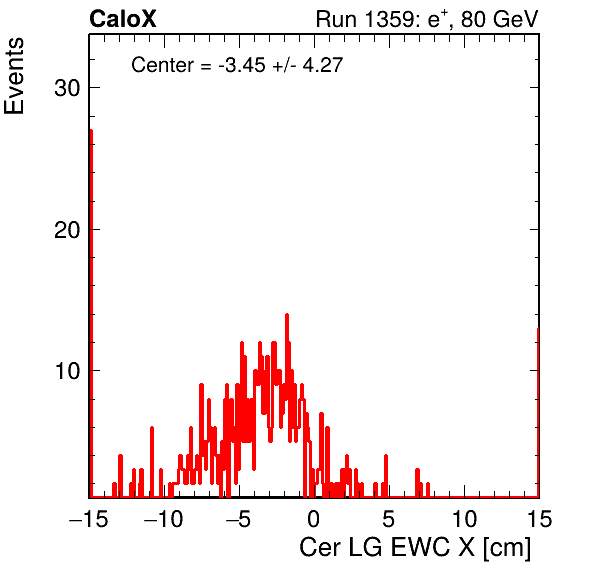 CaloX Run 1359: e⁺, 80 GeV
Center = -3.45 +/- 4.27
Events
30
20
10
−15 −10 −5 0 5 10 15
Cer LG EWC X [cm]